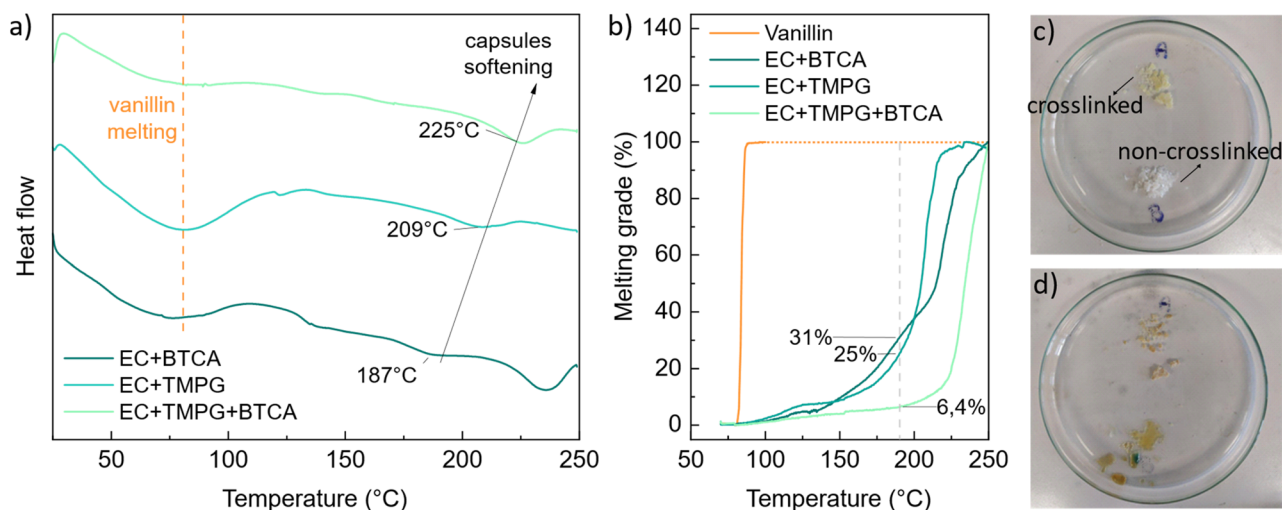 a)
capsules
softening
vanillin
melting
225°C
209°C
187°C
EC+BTCA
EC+TMPG
EC+TMPG+BTCA
Heat flow
50 100 150 200 250
Temperature (°C)
b)
140
120
100
80
60
40
20
0
Vanillin
EC+BTCA
EC+TMPG
EC+TMPG+BTCA
31%
25%
6,4%
Melting grade (%)
50 100 150 200 250
Temperature (°C)
c)
crosslinked
non-crosslinked
d)